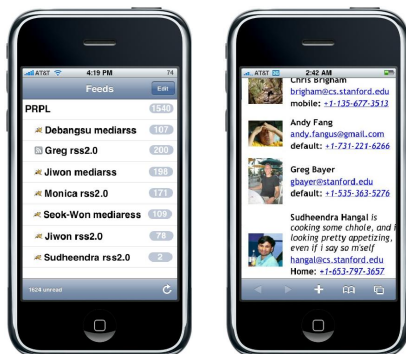 AT&T 4:19 PM 74
Feeds Edit
PRPL 1540
Debangsu mediarss 107
Greg rss2.0 200
Jiwon mediarss 198
Monica rss2.0 171
Seok-Won mediaress 109
Jiwon rss2.0 78
Sudheendra rss2.0 2
1624 unread
AT&T 2:42 AM
Chris Brigham
brigham@cs.stanford.edu
mobile: +1-135-677-3513
Andy Fang
andy.fangus@gmail.com
default: +1-731-221-6266
Greg Bayer
gbayer@stanford.edu
default: +1-535-363-5276
Sudheendra Hangal is
cooking some chhole, and i
looking pretty appetizing,
even if i say so m'self
hangal@cs.stanford.edu
Home: +1-653-797-3657